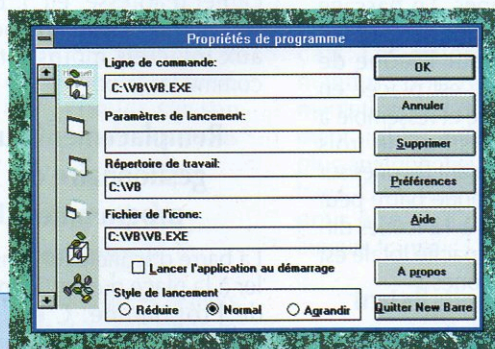 Propriétés de programme
Ligne de commande:
C:\VB\VB.EXE
Paramètres de lancement:
Répertoire de travail:
C:\VB
Fichier de l'icone:
C:\VB\VB.EXE
Lancer l'application au démarrage
Style de lancement
Réduire
Normal
Agrandir
OK
Annuler
Supprimer
Préférences
Aide
A propos
Quitter New Barre